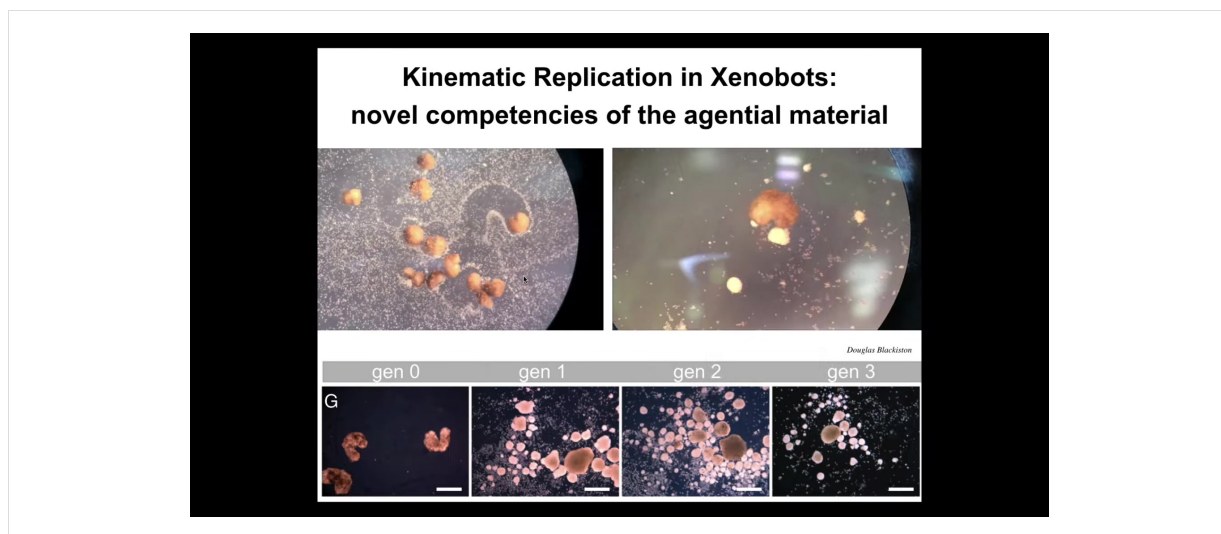 Kinematic Replication in Xenobots:
novel competencies of the agential material
Douglas Blackiston
gen 0
gen 1
gen 2
gen 3
G